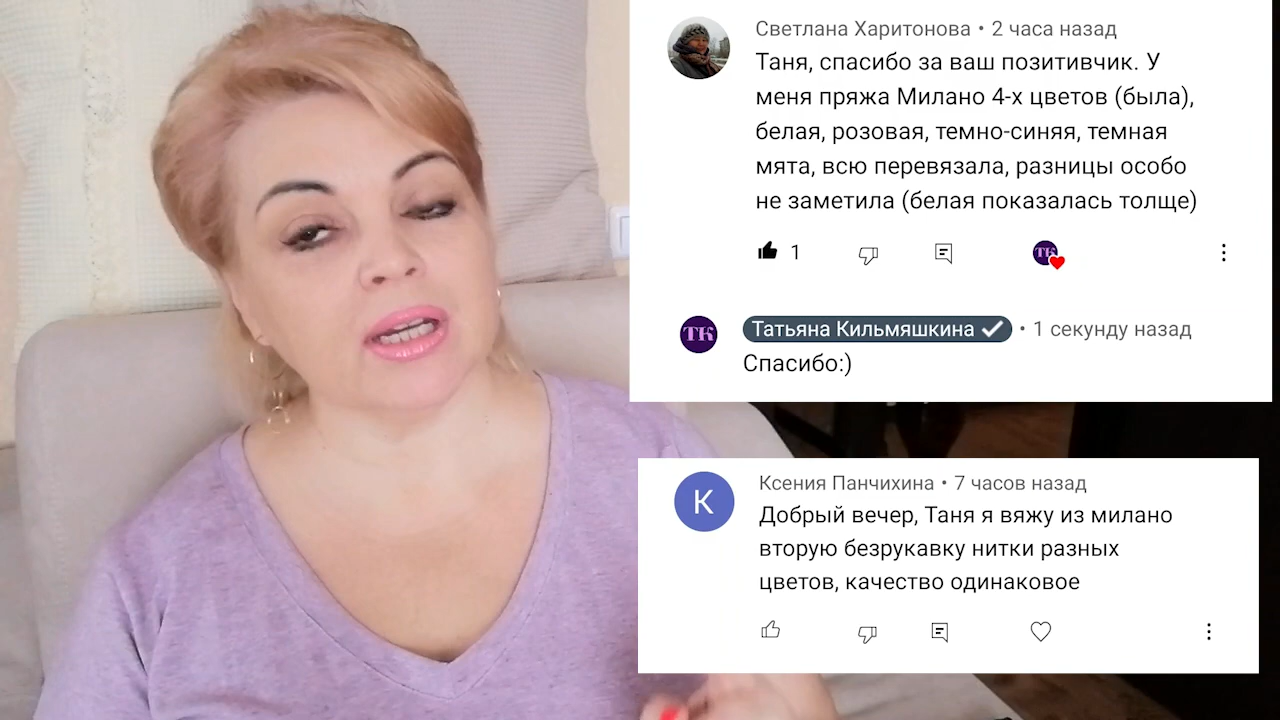 Светлана Харитонова • 2 часа назад
Таня, спасибо за ваш позитивчик. У
меня пряжа Милано 4-х цветов (была),
белая, розовая, темно-синяя, темная
мята, всю перевязала, разницы особо
не заметила (белая показалась толще)
1
ТК
ТК
Татьяна Кильмяшкина • 1 секунду назад
Спасибо:)
К
Ксения Панчихина • 7 часов назад
Добрый вечер, Таня я вяжу из милано
вторую безрукавку нитки разных
цветов, качество одинаковое